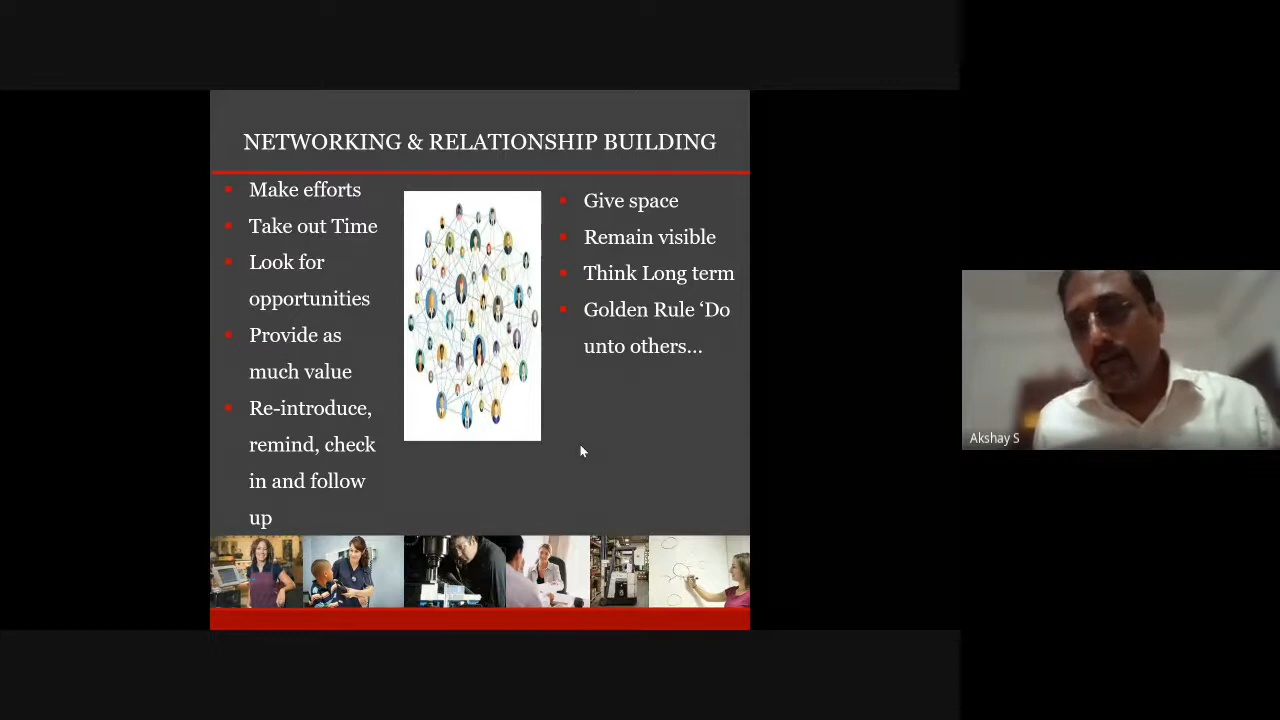 NETWORKING & RELATIONSHIP BUILDING
Make efforts
Take out Time
Look for
opportunities
Provide as
much value
Re-introduce,
remind, check
in and follow
up
Give space
Remain visible
Think Long term
Golden Rule ‘Do
unto others…
Akshay S